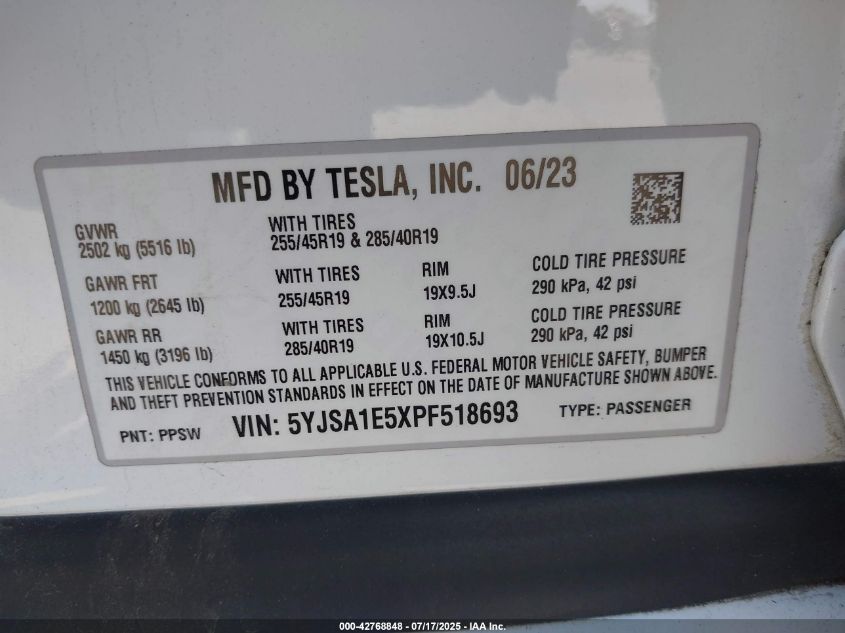 MFD BY TESLA, INC. 06/23
GVWR
2502 kg (5516 lb)
WITH TIRES
255/45R19 & 285/40R19
GAWR FRT
1200 kg (2645 lb)
WITH TIRES
255/45R19
RIM
19X9.5J
COLD TIRE PRESSURE
290 kPa, 42 psi
GAWR RR
1450 kg (3196 lb)
WITH TIRES
285/40R19
RIM
19X10.5J
COLD TIRE PRESSURE
290 kPa, 42 psi
THIS VEHICLE CONFORMS TO ALL APPLICABLE U.S. FEDERAL MOTOR VEHICLE SAFETY, BUMPER
AND THEFT PREVENTION STANDARDS IN EFFECT ON THE DATE OF MANUFACTURE SHOWN ABOVE.
PNT: PPSW VIN: 5YJSA1E5XPF518693 TYPE: PASSENGER
000-42768848 - 07/17/2025 - IAA Inc.